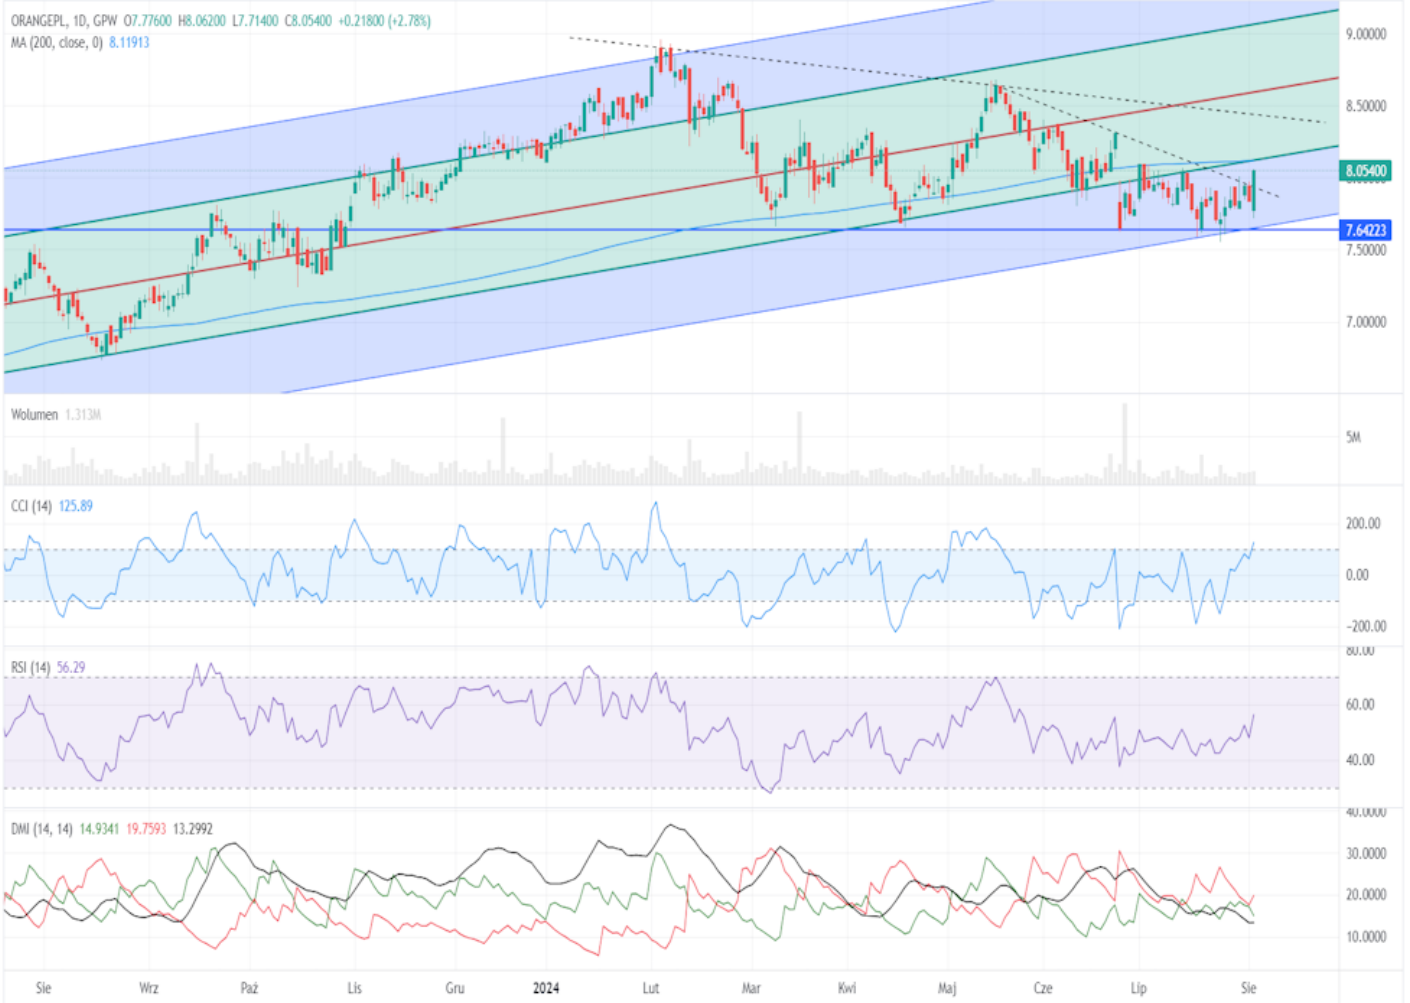 ORANGEPL, 1D, GPW O7.77600 H8.06200 L7.71400 C8.05400 +0.21800 (+2.78%)
MA (200, close, 0) 8.11913
9.00000
8.50000
8.05400
7.64223
7.50000
7.00000
Wolumen 1.313M
5M
CCI (14) 125.89
200.00
0.00
−200.00
RSI (14) 56.29
80.00
60.00
40.00
DMI (14, 14) 14.9341 19.7593 13.2992
40.0000
30.0000
20.0000
10.0000
Sie Wrz Paź Lis Gru 2024 Lut Mar Kwi Maj Cze Lip Sie